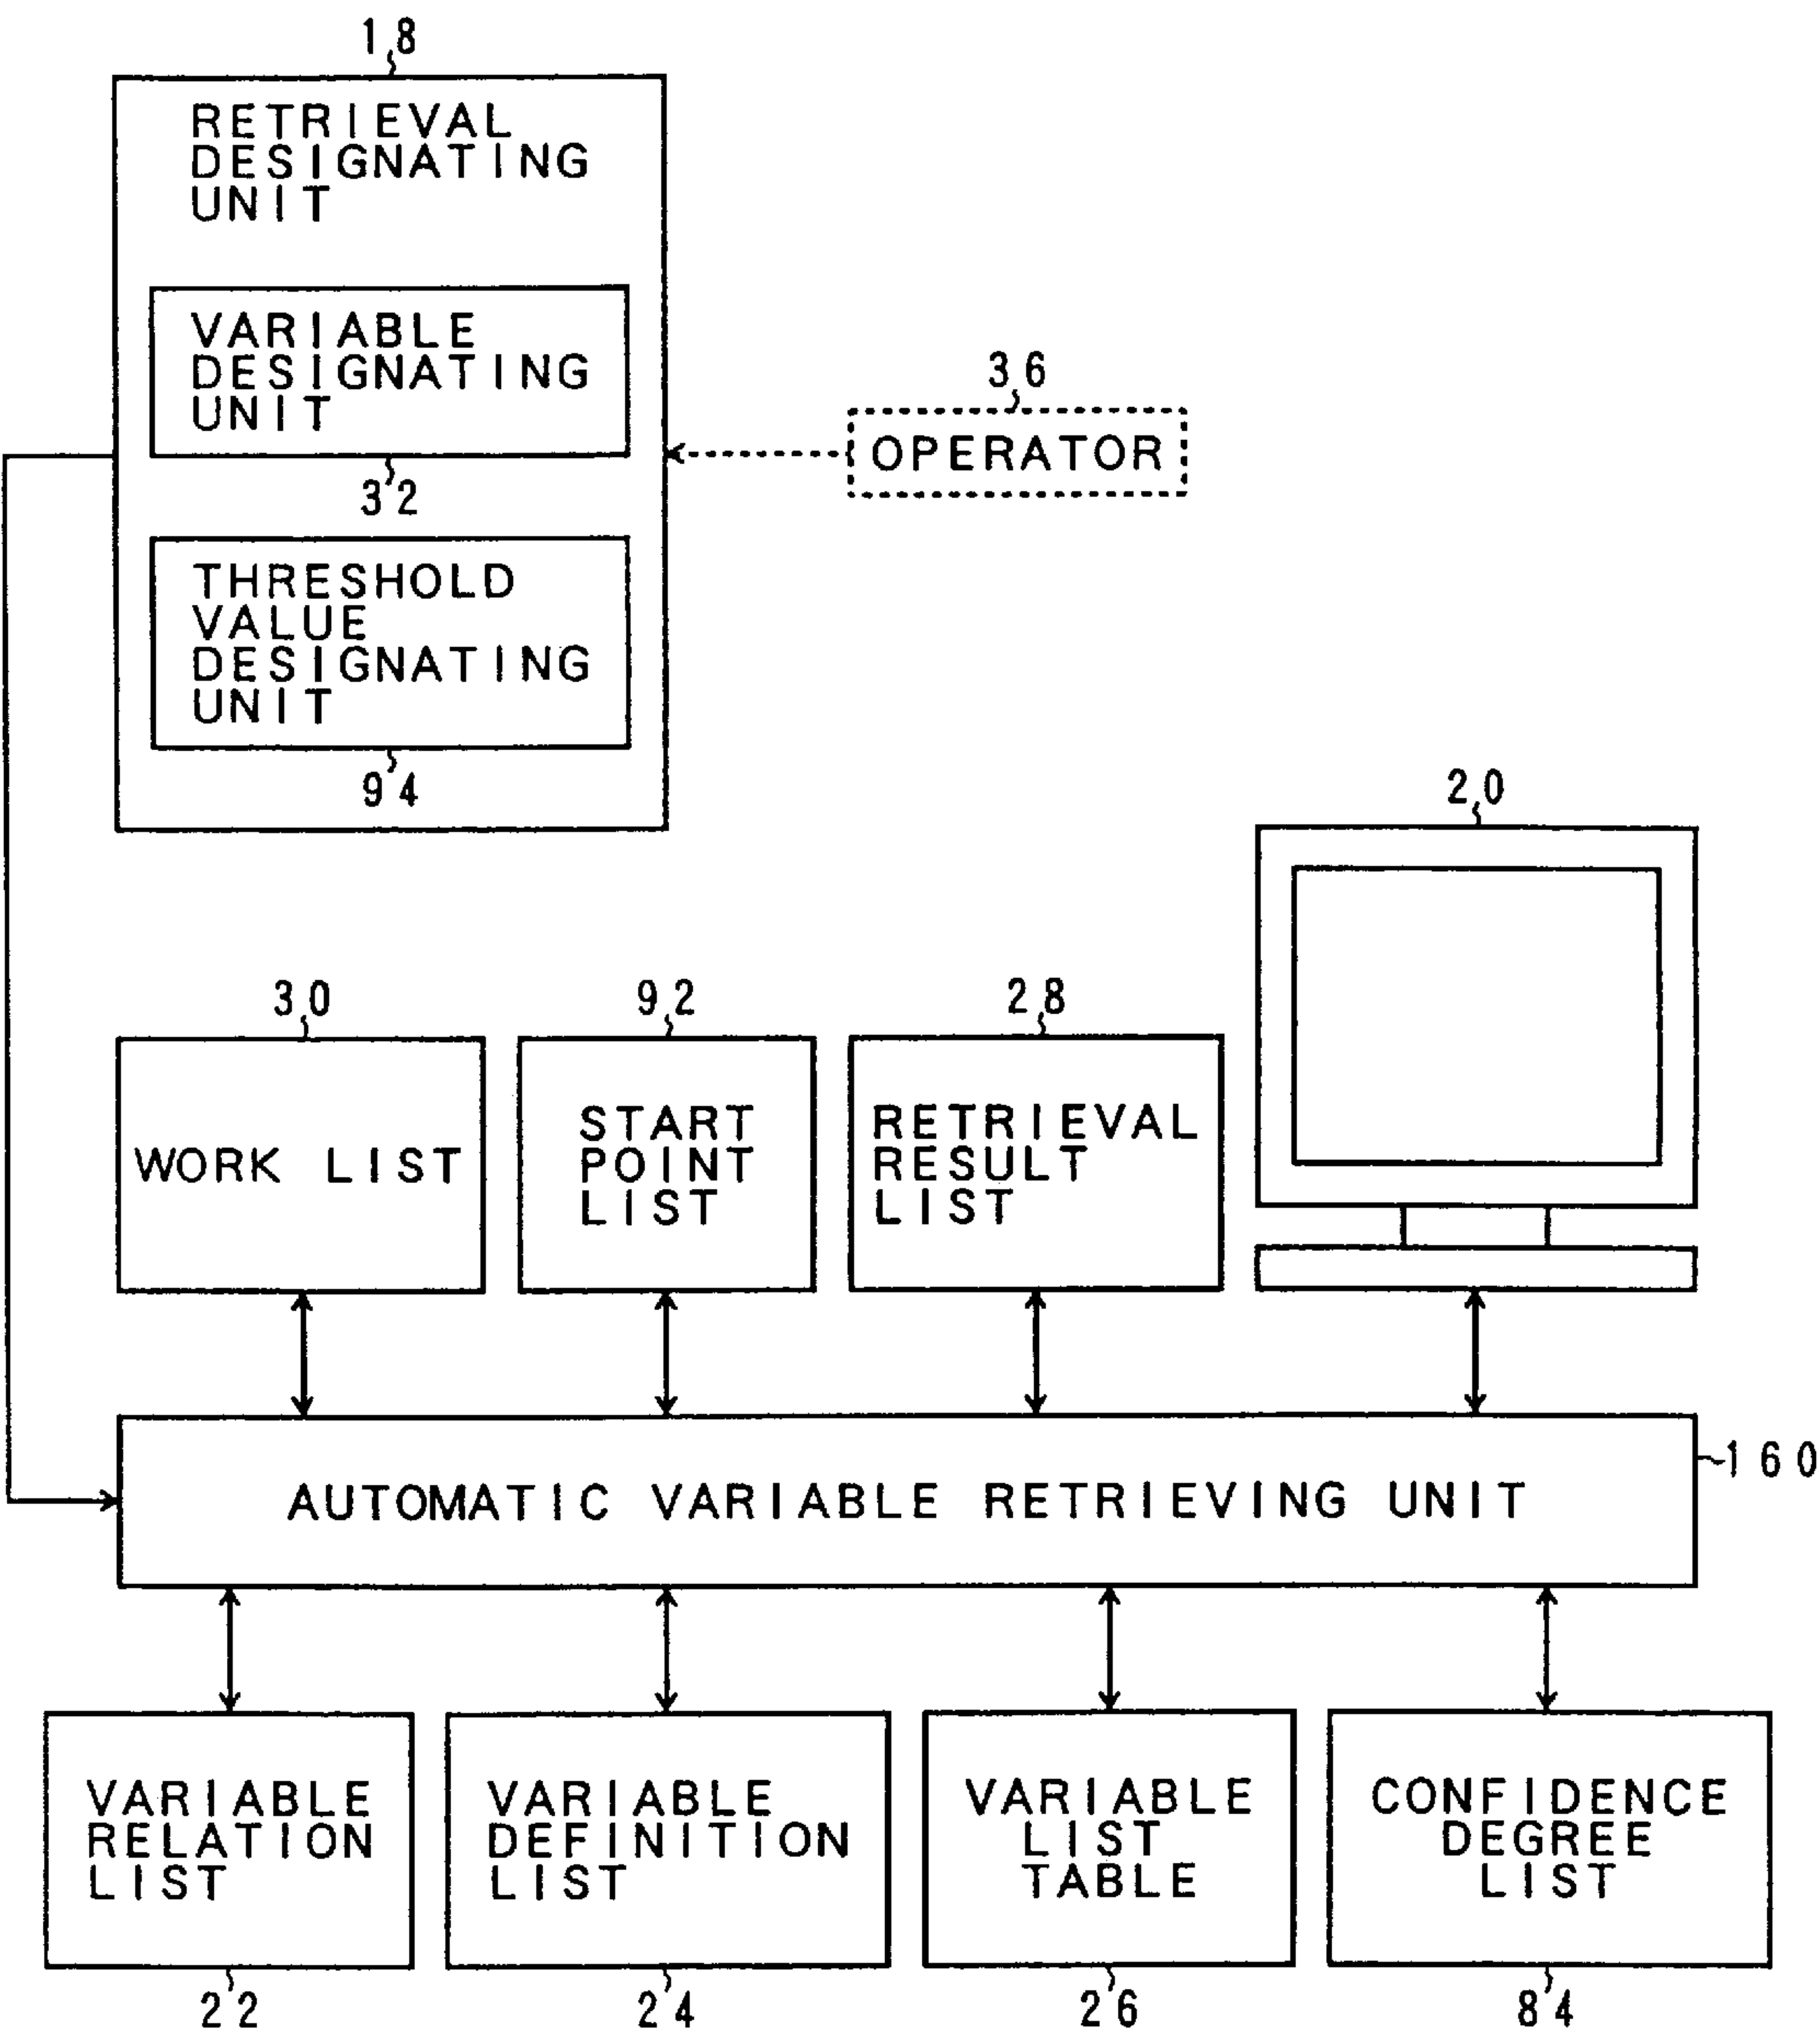 18
RETRIEVAL
DESIGNATING
UNIT
VARIABLE
DESIGNATING
UNIT
32
36
OPERATOR
THRESHOLD
VALUE
DESIGNATING
UNIT
94
20
30
92
28
WORK LIST
START
POINT
LIST
RETRIEVAL
RESULT
LIST
160
AUTOMATIC VARIABLE RETRIEVING UNIT
VARIABLE
RELATION
LIST
VARIABLE
DEFINITION
LIST
VARIABLE
LIST
TABLE
CONFIDENCE
DEGREE
LIST
22
24
26
84